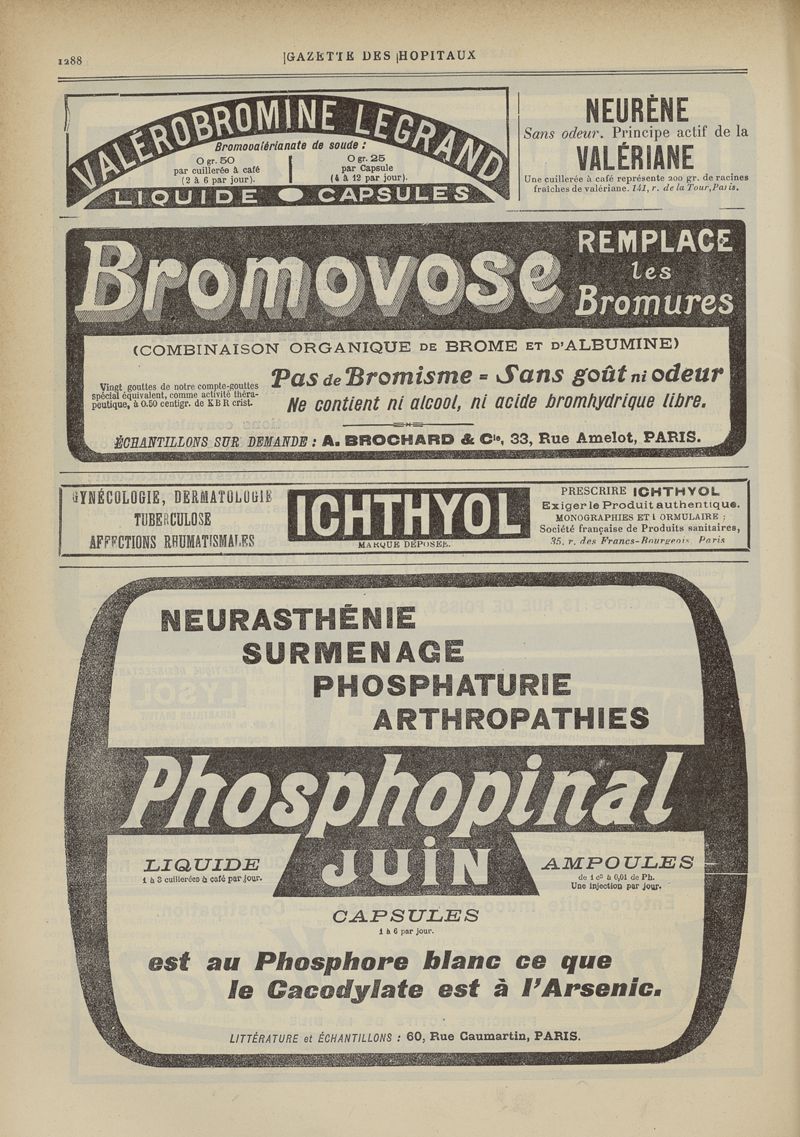 1288
GAZETTE DES HOPITAUX
VALÉROBROMINE LEGRAND
Bromovalérianate de soude :
0 gr. 50
par cuillerée à café
(2 à 6 par jour).
0 gr. 25
par Capsule
(4 à 12 par jour).
LIQUIDE CAPSULES
NEURÈNE
Sans odeur. Principe actif de la
VALÉRIANE
Une cuillerée à café représente 200 gr. de racines
fraîches de valériane. 141, r. de la Tour, Paris.
Bromovose
REMPLACE
les
Bromures
(COMBINAISON ORGANIQUE DE BROME ET D'ALBUMINE)
Vingt gouttes de notre compte-gouttes
spécial équivalent, comme activité théra-
peutique, à 0.50 centigr. de K B R crist.
Pas de Bromisme = Sans goût ni odeur
Ne contient ni alcool, ni acide bromhydrique libre.
ÉCHANTILLONS SUR DEMANDE : A. BROCHARD & Cie, 33, Rue Amelot, PARIS.
GYNÉCOLOGIE, DERMATOLOGIE
TUBERCULOSE
AFFECTIONS RHUMATISMALES
ICHTHYOL
MARQUE DÉPOSÉE.
PRESCRIRE ICHTHYOL
Exiger le Produit authentique.
MONOGRAPHIES ET FORMULAIRE :
Société française de Produits sanitaires,
35, r. des Francs-Bourgeois, Paris
NEURASTHÉNIE
SURMENAGE
PHOSPHATURIE
ARTHROPATHIES
Phosphopinal
JUIN
LIQUIDE
1 à 3 cuillerées à café par jour.
AMPOULES
de 1 cc à 0,01 de Ph.
Une injection par jour.
CAPSULES
1 à 6 par jour.
est au Phosphore blanc ce que
le Cacodylate est à l'Arsenic.
LITTÉRATURE et ÉCHANTILLONS : 60, Rue Caumartin, PARIS.